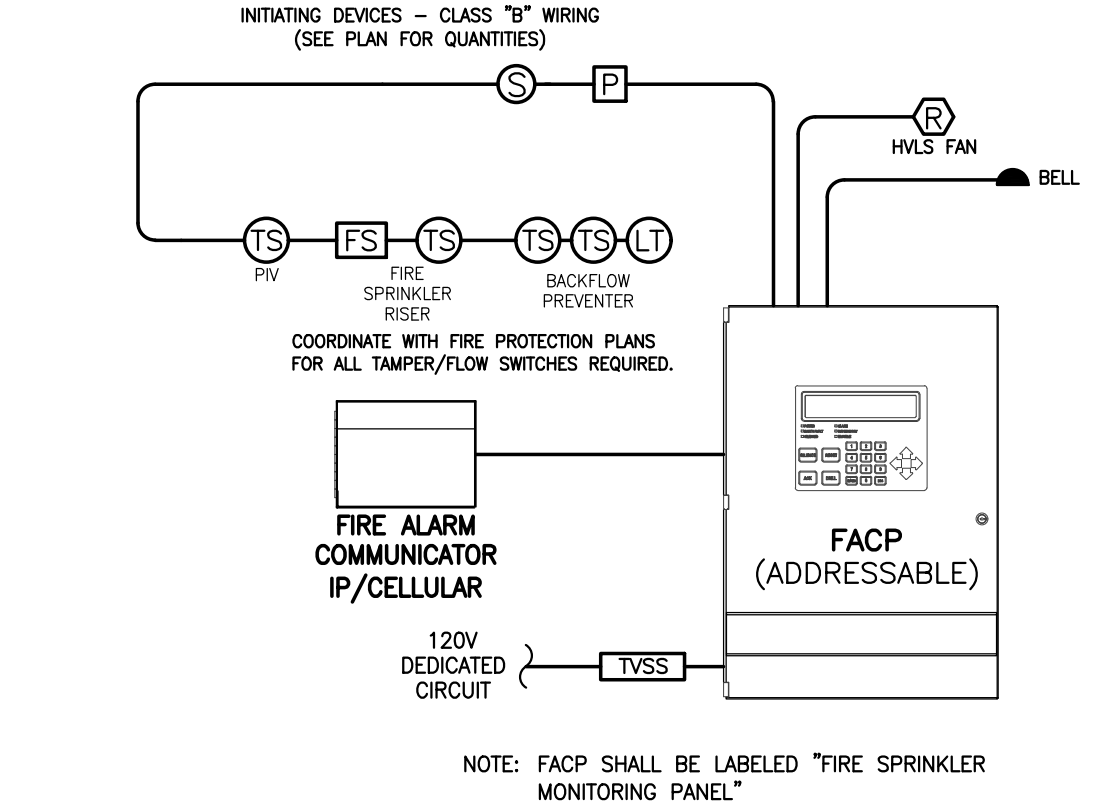 INITIATING DEVICES – CLASS "B" WIRING
(SEE PLAN FOR QUANTITIES)
S
P
R
HVLS FAN
BELL
TS
FS
TS
TS
TS
LT
PIV
FIRE
SPRINKLER
RISER
BACKFLOW
PREVENTER
COORDINATE WITH FIRE PROTECTION PLANS
FOR ALL TAMPER/FLOW SWITCHES REQUIRED.
FIRE ALARM
COMMUNICATOR
IP/CELLULAR
FACP
(ADDRESSABLE)
120V
DEDICATED
CIRCUIT
TVSS
NOTE: FACP SHALL BE LABELED "FIRE SPRINKLER
MONITORING PANEL"